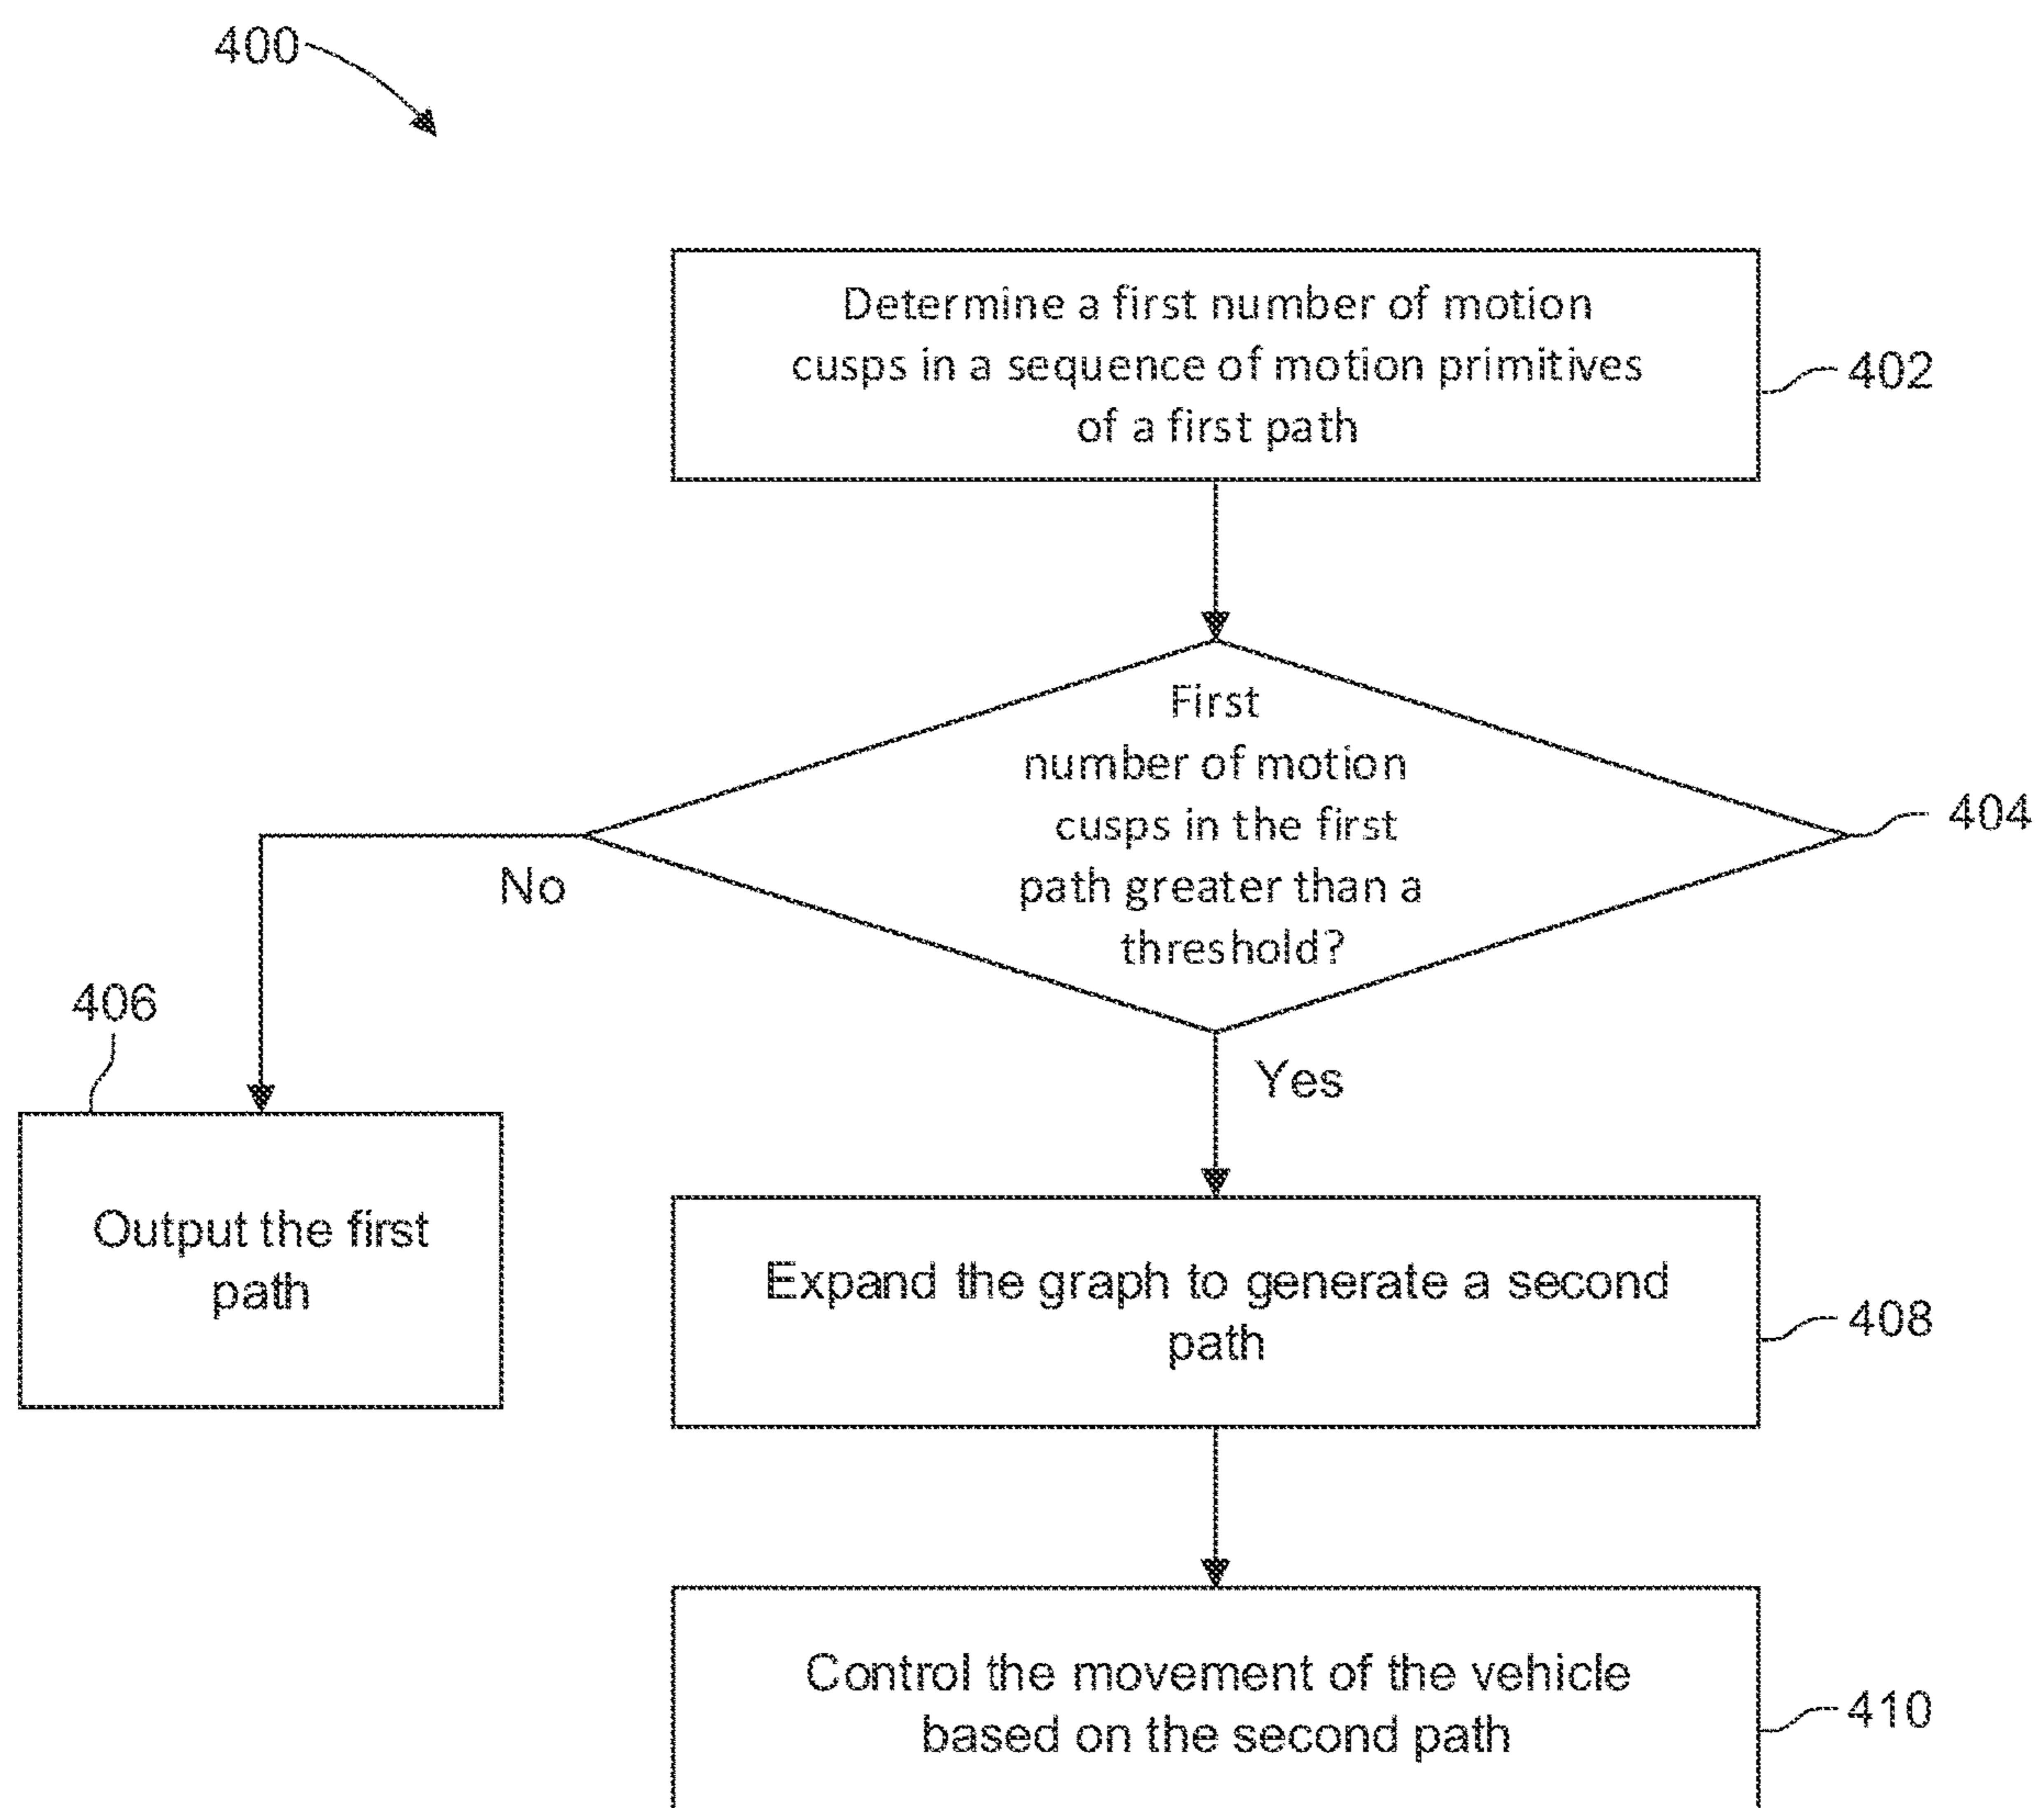 400
Determine a first number of motion
cusps in a sequence of motion primitives
of a first path
402
First
number of motion
cusps in the first
path greater than a
threshold?
404
No
Yes
406
Output the first
path
Expand the graph to generate a second
path
408
Control the movement of the vehicle
based on the second path
410